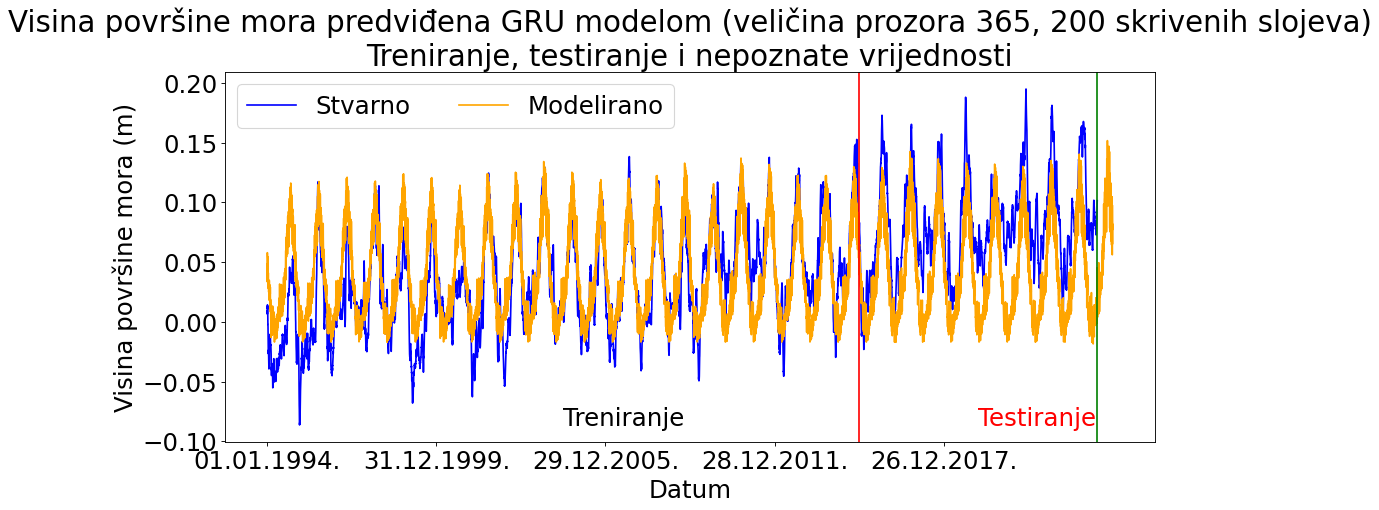 Visina površine mora predviđena GRU modelom (veličina prozora 365, 200 skrivenih slojeva)
Treniranje, testiranje i nepoznate vrijednosti
Stvarno
Modelirano
Visina površine mora (m)
0.20
0.15
0.10
0.05
0.00
−0.05
−0.10
Treniranje
Testiranje
01.01.1994.
31.12.1999.
29.12.2005.
28.12.2011.
26.12.2017.
Datum